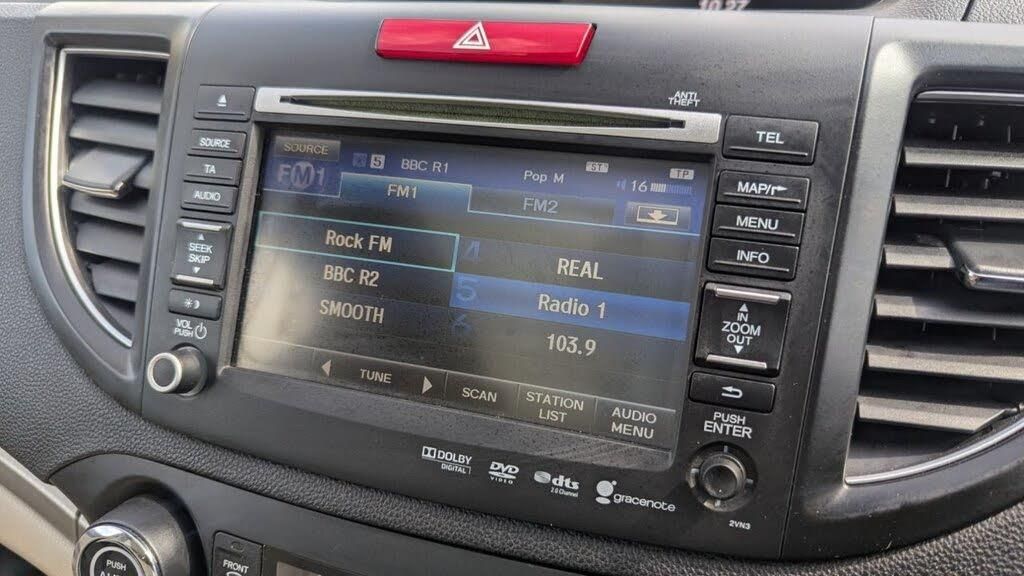 10:27
ANTI
THEFT
SOURCE
TA
AUDIO
SEEK
SKIP
VOL
PUSH
SOURCE
FM1
5 BBC R1
Pop M
ST
TP
16
FM1
FM2
Rock FM
BBC R2
SMOOTH
4 REAL
5 Radio 1
6 103.9
TUNE
SCAN
STATION
LIST
AUDIO
MENU
TEL
MAP/
MENU
INFO
IN
ZOOM
OUT
PUSH
ENTER
DOLBY
DIGITAL
DVD
VIDEO
dts
2.0 Channel
gracenote
2VN3
PUSH
FRONT